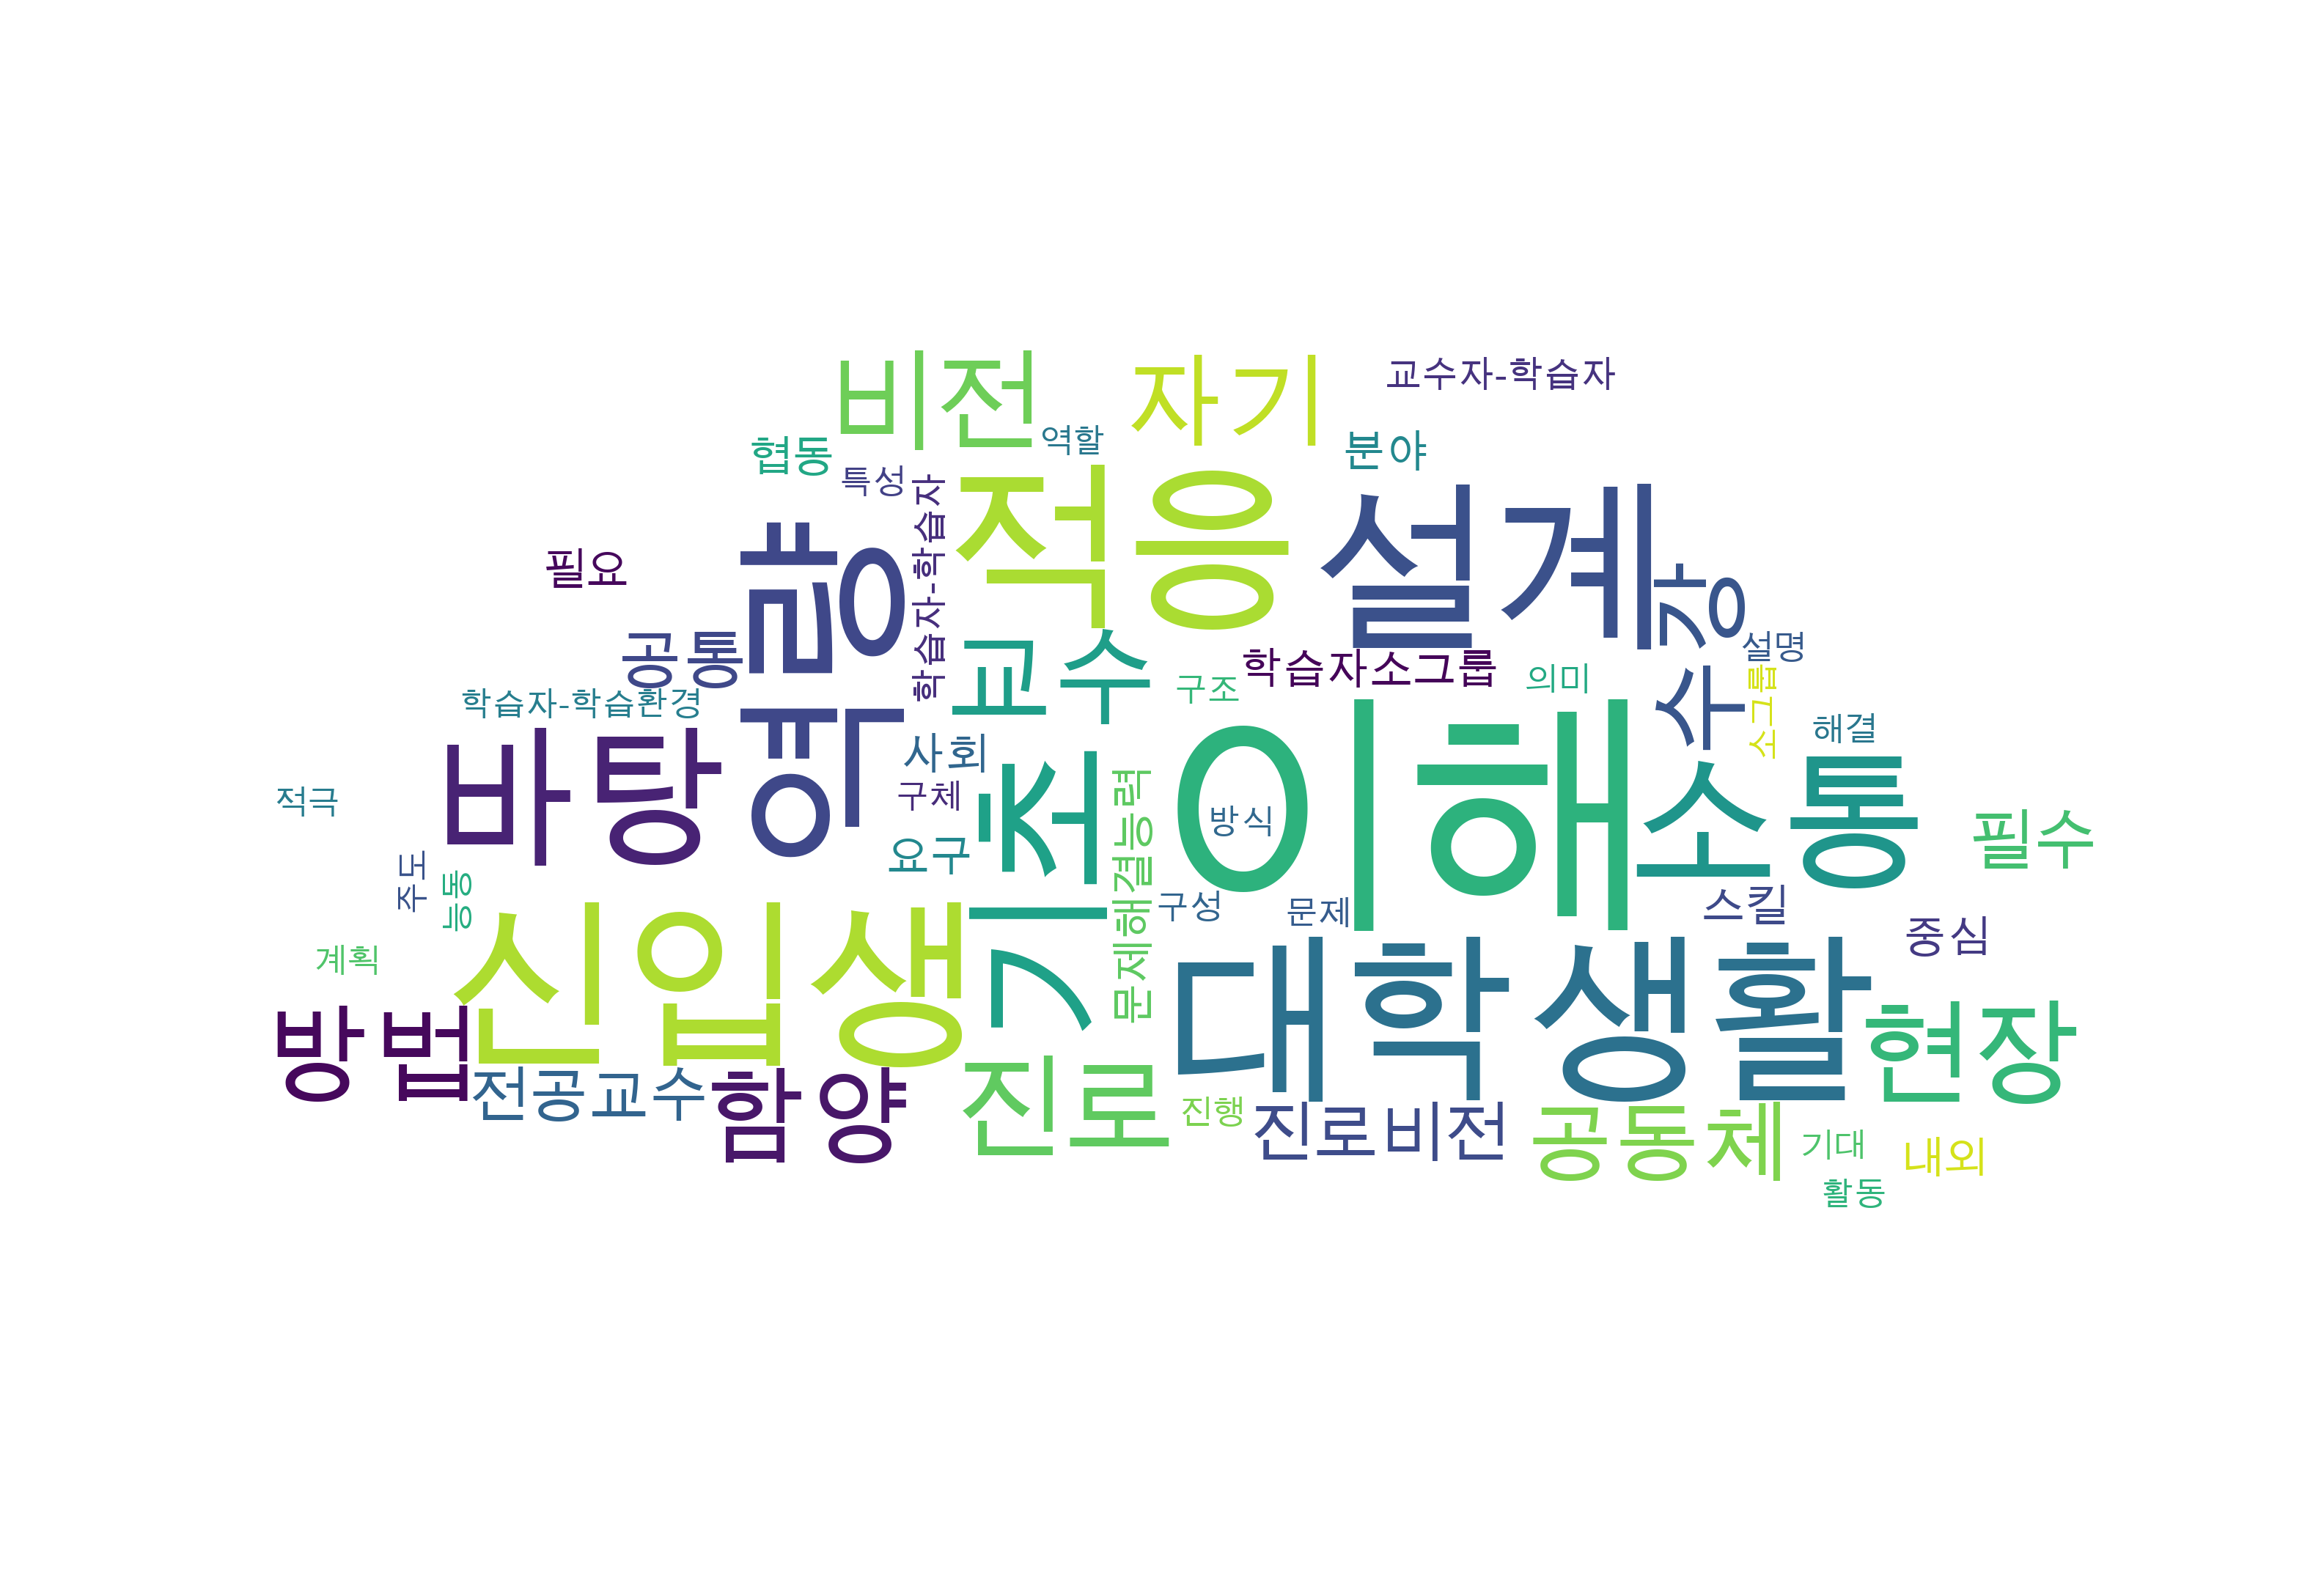 비전
자기
교수자-학습자
역할
협동
분야
특성
적응
설계
학습자-학습자
역량
필요
수강
공통
교수
설명
학습자소그룹
의미
구조
소그룹
학습자-학습환경
바탕
사회
이해
해결
소통
구체
적극
방식
기초
문제해결능력
필수
요구
주도
능동
신입생
구성
문제
스킬
중심
계획
대학생활
방법
현장
전공교수
함양
진로
진행
진로비전
공동체
기대
내외
활동